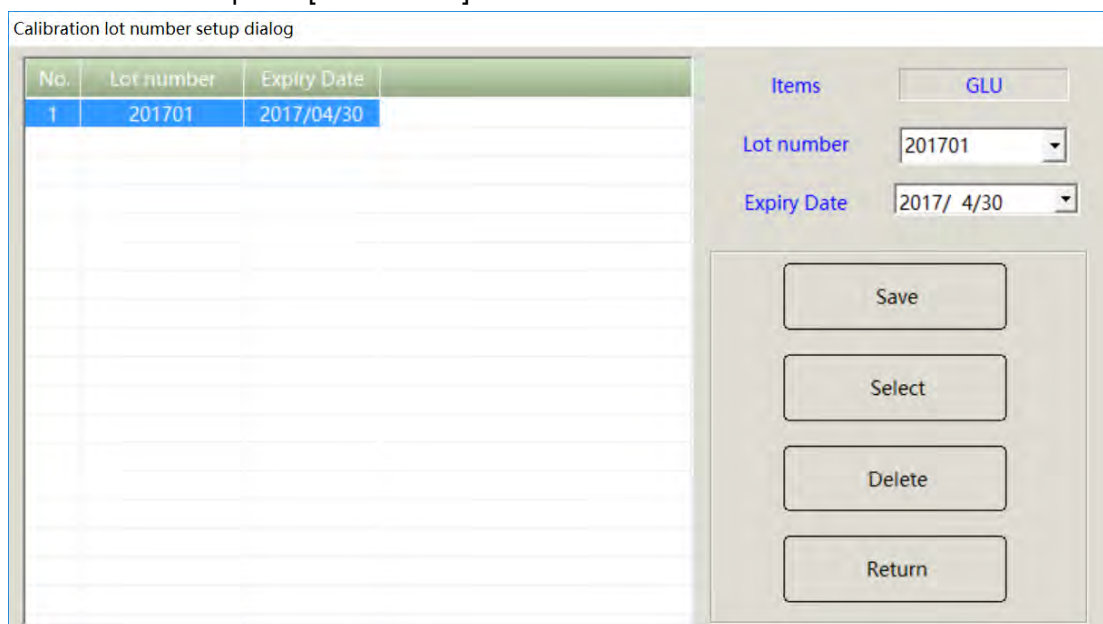 Calibration lot number setup dialog
No. Lot number Expiry Date
1 201701 2017/04/30
Items GLU
Lot number 201701
Expiry Date 2017/ 4/30
Save
Select
Delete
Return